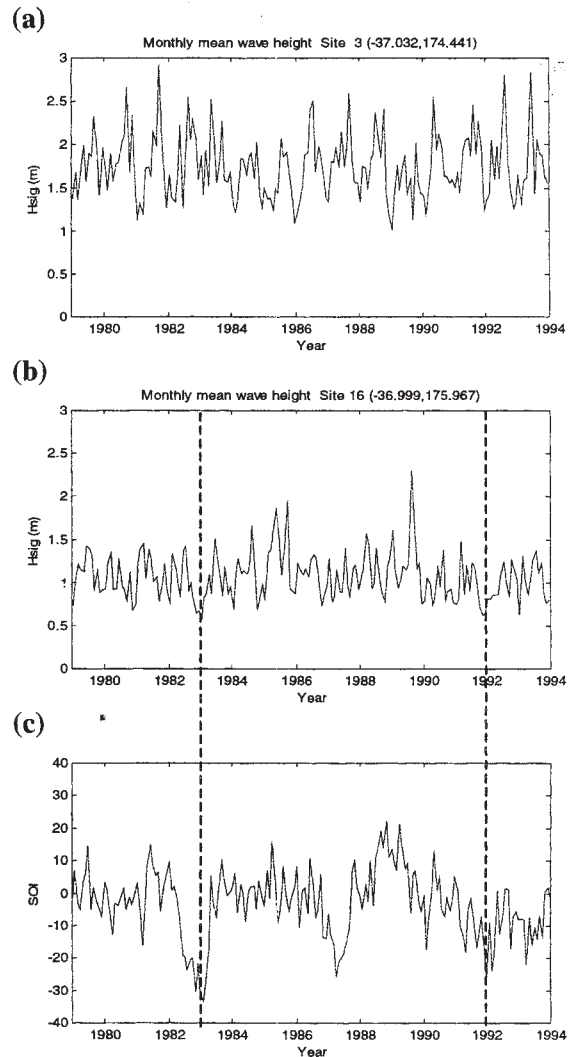 (a)
Monthly mean wave height Site 3 (-37.032,174.441)
3
2.5
2
1.5
1
0.5
0
Hsig (m)
1980 1982 1984 1986 1988 1990 1992 1994
Year
(b)
Monthly mean wave height Site 16 (-36.999,175.967)
3
2.5
2
1.5
1
0.5
0
Hsig (m)
1980 1982 1984 1986 1988 1990 1992 1994
Year
(c)
40
30
20
10
0
-10
-20
-30
-40
SOI
1980 1982 1984 1986 1988 1990 1992 1994
Year